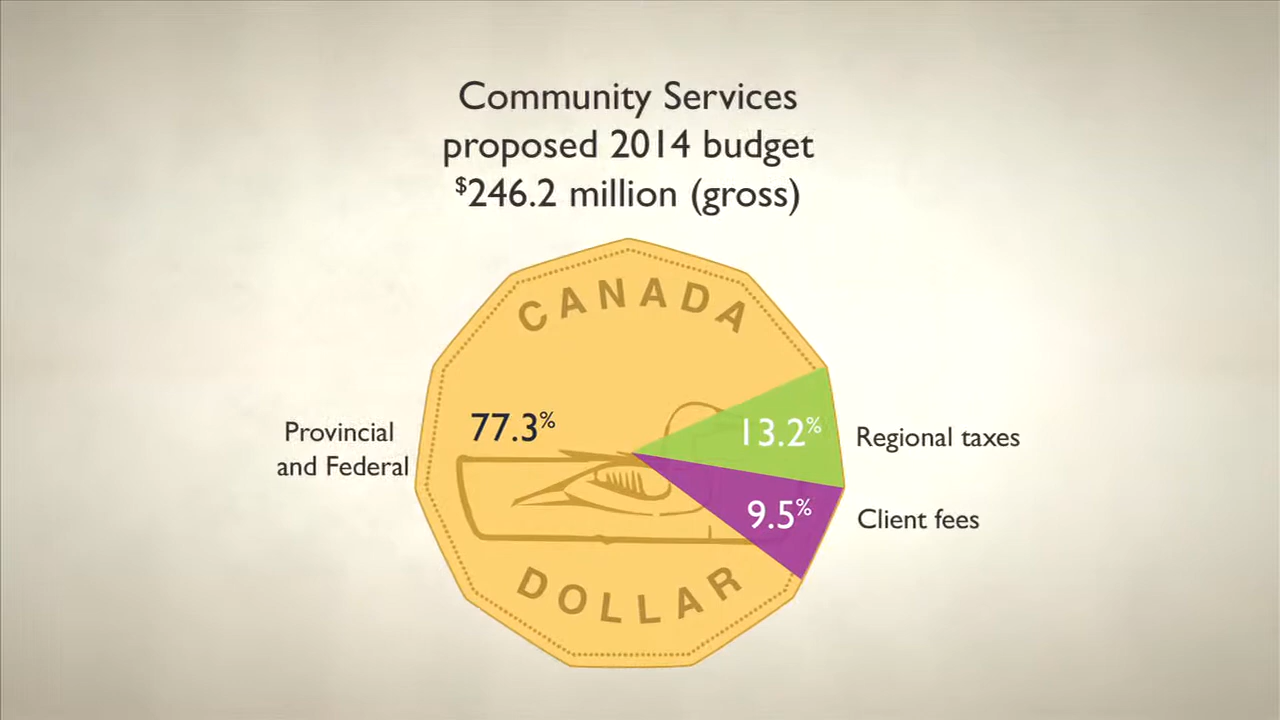 Community Services
proposed 2014 budget
$246.2 million (gross)
CANADA
77.3%
13.2%
Provincial
and Federal
Regional taxes
9.5%
Client fees
DOLLAR